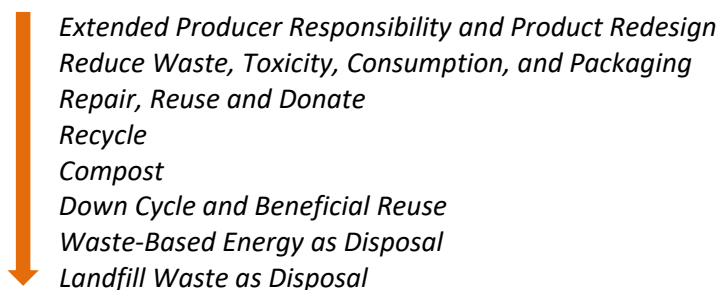 Extended Producer Responsibility and Product Redesign
Reduce Waste, Toxicity, Consumption, and Packaging
Repair, Reuse and Donate
Recycle
Compost
Down Cycle and Beneficial Reuse
Waste-Based Energy as Disposal
Landfill Waste as Disposal